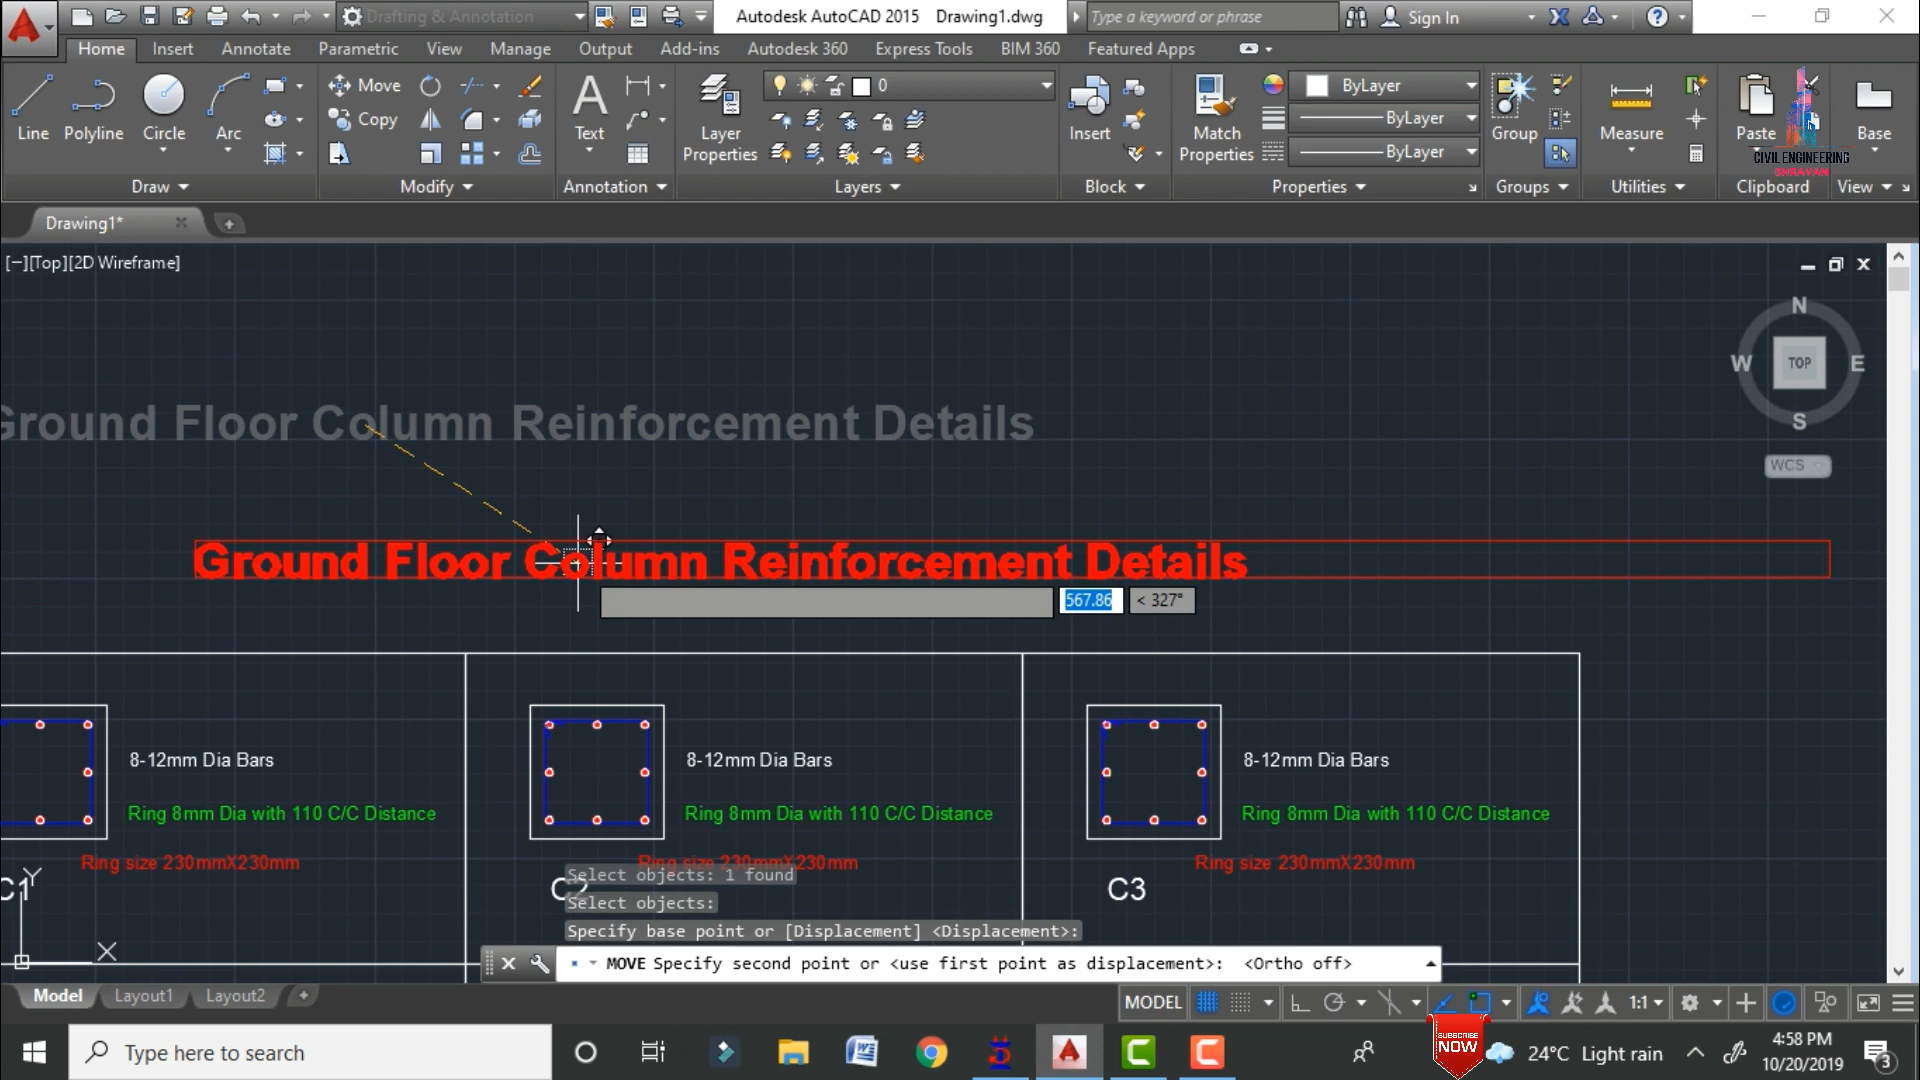 Drafting & Annotation
Autodesk AutoCAD 2015 Drawing1.dwg
Type a keyword or phrase
Sign In
Home Insert Annotate Parametric View Manage Output Add-ins Autodesk 360 Express Tools BIM 360 Featured Apps
Line Polyline Circle Arc
Move
Copy
Text
Layer Properties
0
Insert
Match Properties
ByLayer
ByLayer
ByLayer
Group
Measure
Paste
Base
CIVIL ENGINEERING
SHRAVAN
Draw Modify Annotation Layers Block Properties Groups Utilities Clipboard View
Drawing1*
[−][Top][2D Wireframe]
N
W TOP E
S
WCS
Ground Floor Column Reinforcement Details
Ground Floor Column Reinforcement Details
567.86 < 327°
8-12mm Dia Bars 8-12mm Dia Bars 8-12mm Dia Bars
Ring 8mm Dia with 110 C/C Distance Ring 8mm Dia with 110 C/C Distance Ring 8mm Dia with 110 C/C Distance
Ring size 230mmX230mm Ring size 230mmX230mm Ring size 230mmX230mm
C1 C2 C3
Y
X
Select objects: 1 found
Select objects:
Specify base point or [Displacement] <Displacement>:
MOVE Specify second point or <use first point as displacement>: <Ortho off>
Model Layout1 Layout2
MODEL 1:1
Type here to search
SUBSCRIBE
NOW
24°C Light rain
4:58 PM
10/20/2019
3